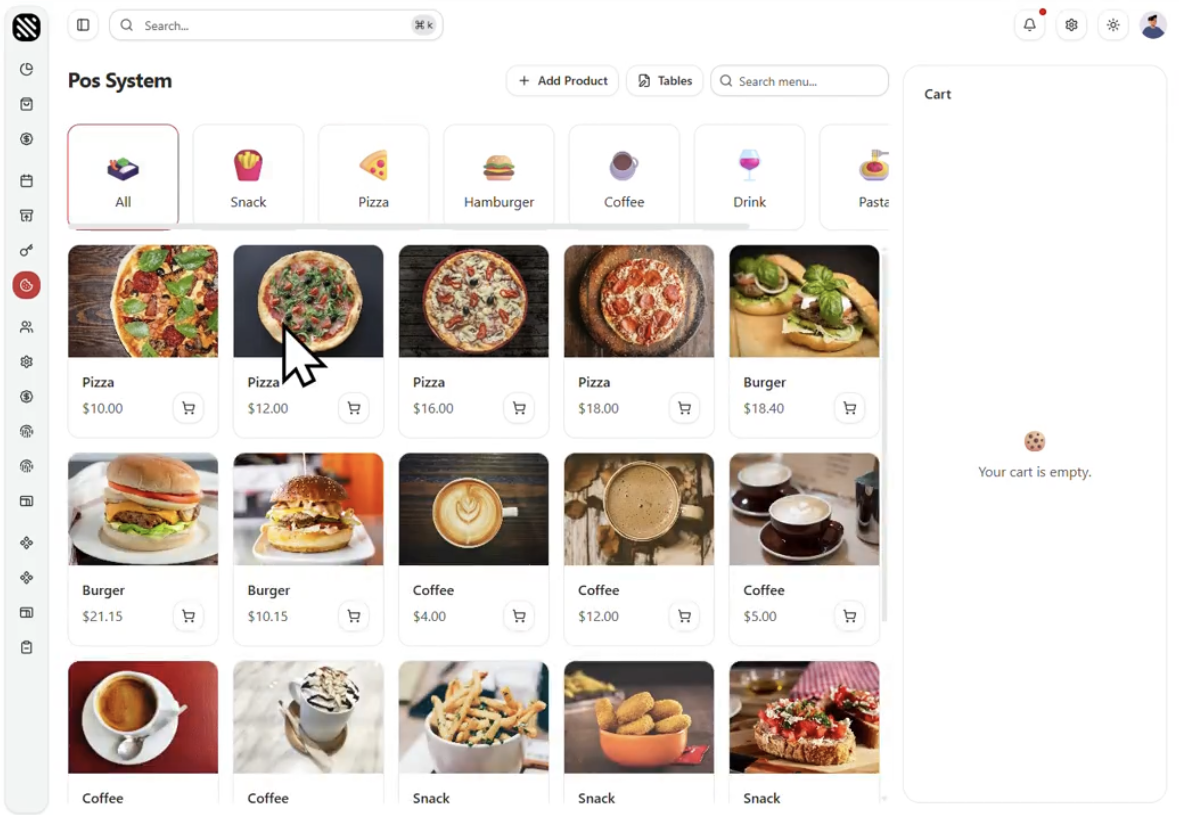 Search...
⌘ k
Pos System
+ Add Product
Tables
Search menu...
Cart
All
Snack
Pizza
Hamburger
Coffee
Drink
Pasta
Pizza
$10.00
Pizza
$12.00
Pizza
$16.00
Pizza
$18.00
Burger
$18.40
Your cart is empty.
Burger
$21.15
Burger
$10.15
Coffee
$4.00
Coffee
$12.00
Coffee
$5.00
Coffee
Coffee
Snack
Snack
Snack